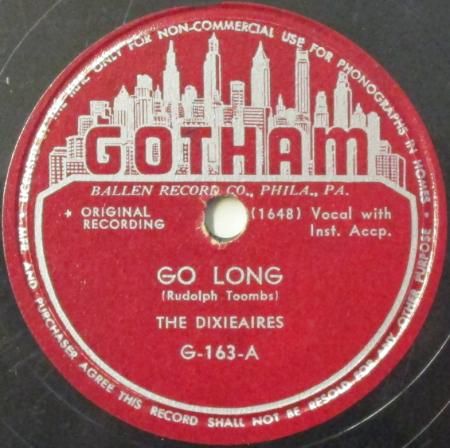 ONLY FOR NON-COMMERCIAL USE FOR PHONOGRAPHS IN HOMES
GOTHAM
BALLEN RECORD CO., PHILA., PA.
* ORIGINAL
RECORDING
(1648) Vocal with
Inst. Accp.
GO LONG
(Rudolph Toombs)
THE DIXIEAIRES
G-163-A
AND PURCHASER AGREE THIS RECORD SHALL NOT BE RESOLD FOR ANY OTHER PURPOSE